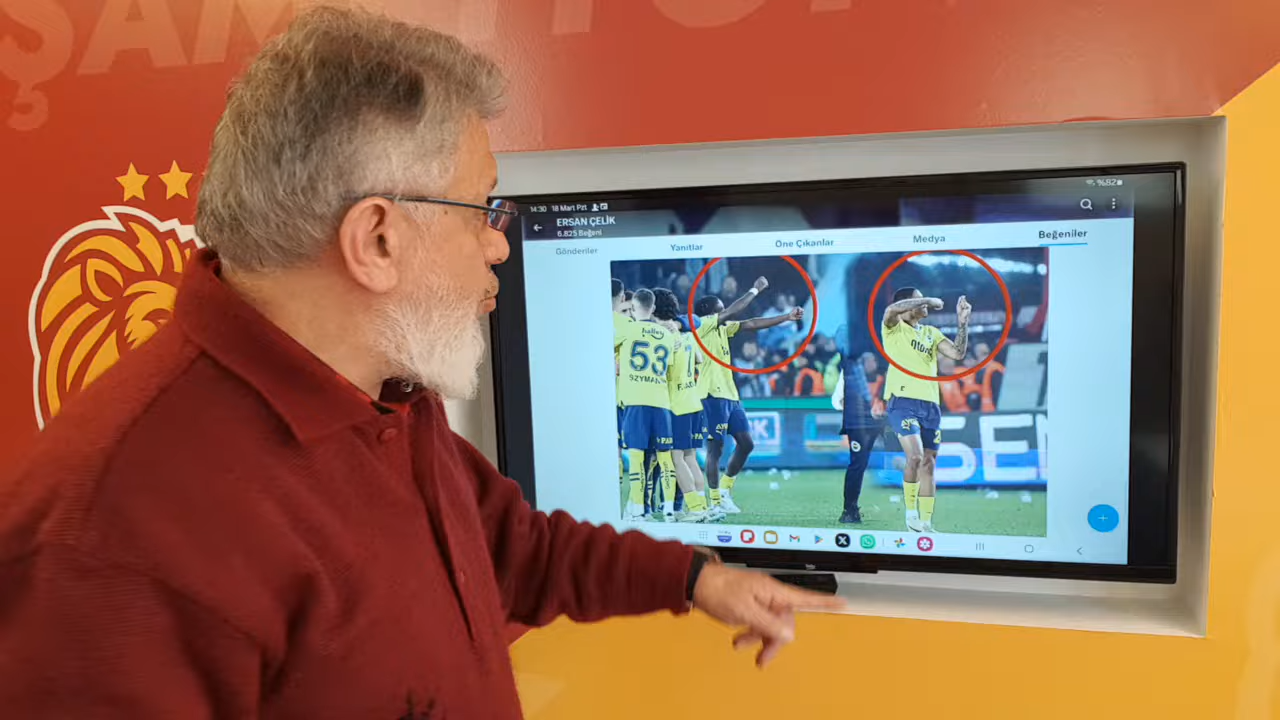 ŞAM
14:30 18 Mart Pzt
%82
ERSAN ÇELİK
6.825 Beğeni
Gönderiler Yanıtlar Öne Çıkanlar Medya Beğeniler
53
SZYMAN
SEN